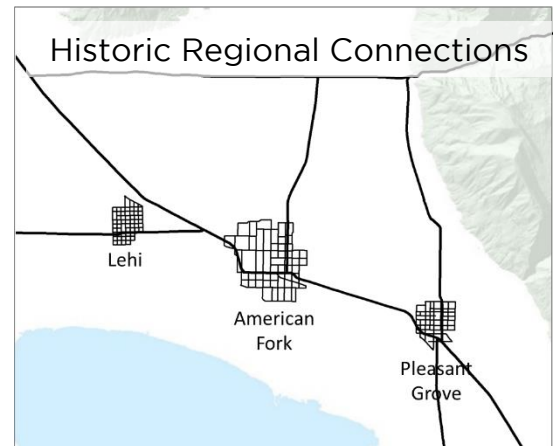 Historic Regional Connections
Lehi
American
Fork
Pleasant
Grove